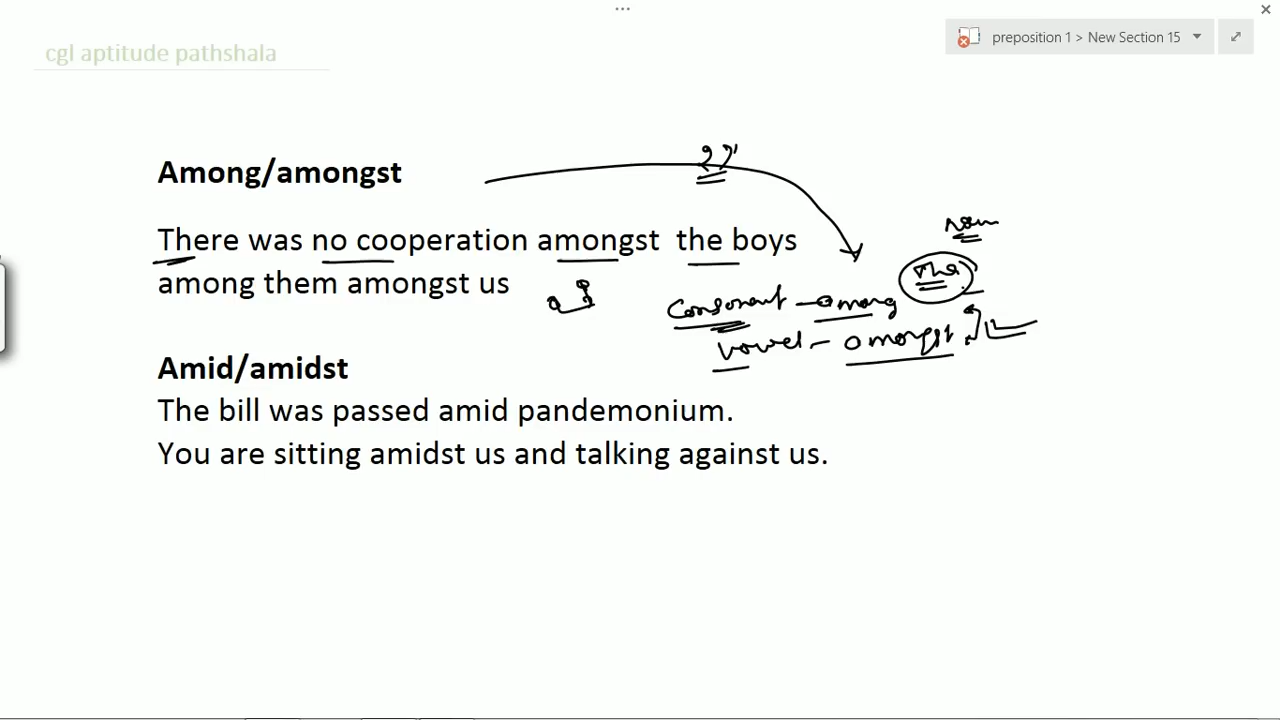 cgl aptitude pathshala
preposition 1 > New Section 15
Among/amongst
There was no cooperation amongst the boys
among them amongst us
The
Consonant – among
vowel – amongst
Amid/amidst
The bill was passed amid pandemonium.
You are sitting amidst us and talking against us.